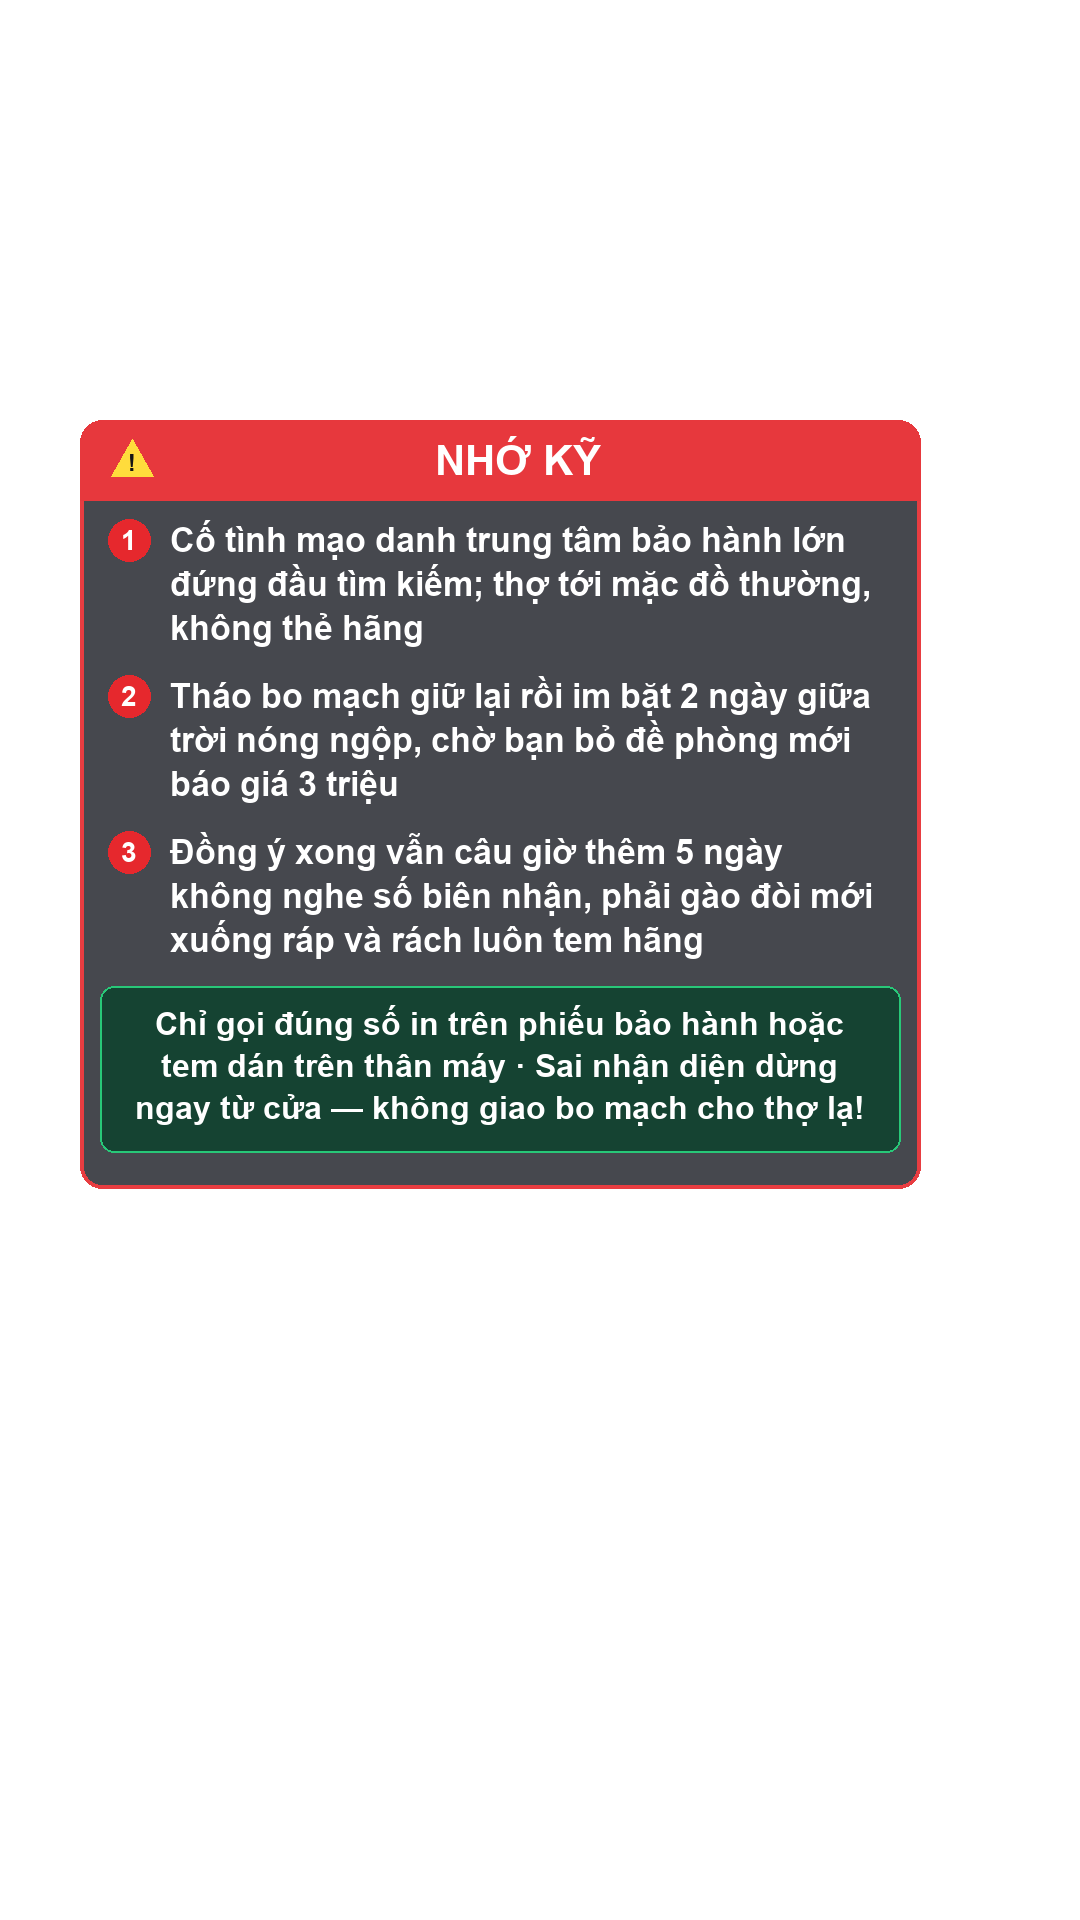 ! NHỚ KỸ
1 Cố tình mạo danh trung tâm bảo hành lớn
đứng đầu tìm kiếm; thợ tới mặc đồ thường,
không thẻ hãng
2 Tháo bo mạch giữ lại rồi im bặt 2 ngày giữa
trời nóng ngộp, chờ bạn bỏ đề phòng mới
báo giá 3 triệu
3 Đồng ý xong vẫn câu giờ thêm 5 ngày
không nghe số biên nhận, phải gào đòi mới
xuống ráp và rách luôn tem hãng
Chỉ gọi đúng số in trên phiếu bảo hành hoặc
tem dán trên thân máy · Sai nhận diện dừng
ngay từ cửa — không giao bo mạch cho thợ lạ!